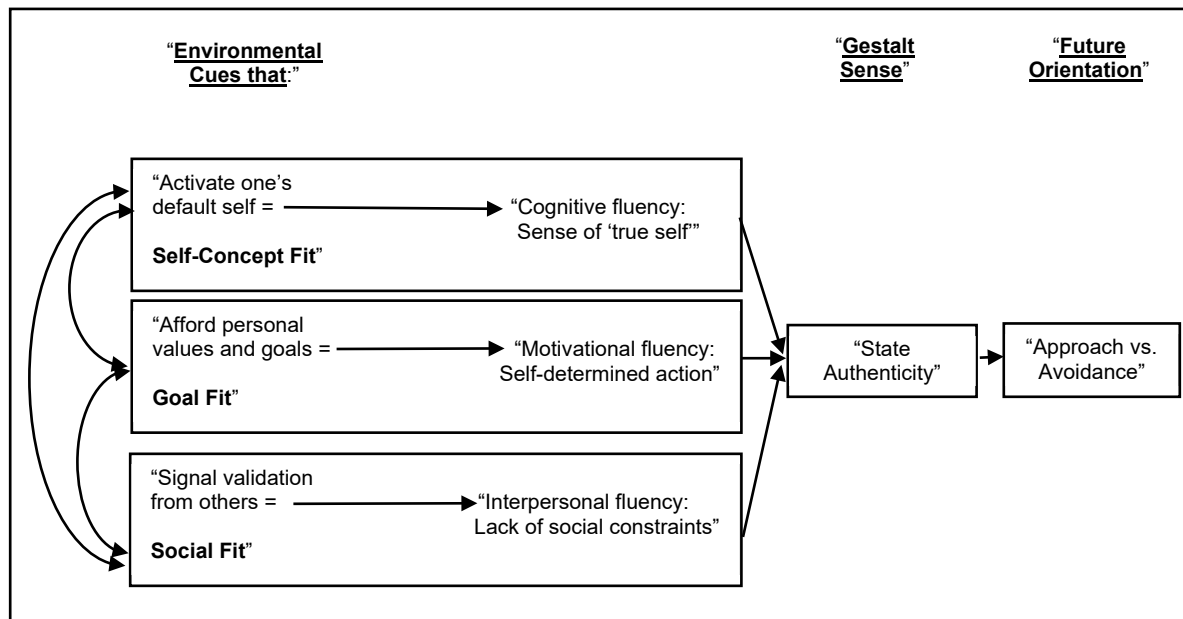 “Environmental
Cues that:”
“Gestalt
Sense”
“Future
Orientation”
“Activate one’s
default self =
“Cognitive fluency:
Sense of ‘true self’”
Self-Concept Fit”
“Afford personal
values and goals =
“Motivational fluency:
Self-determined action”
Goal Fit”
“Signal validation
from others =
“Interpersonal fluency:
Lack of social constraints”
Social Fit”
“State
Authenticity”
“Approach vs.
Avoidance”